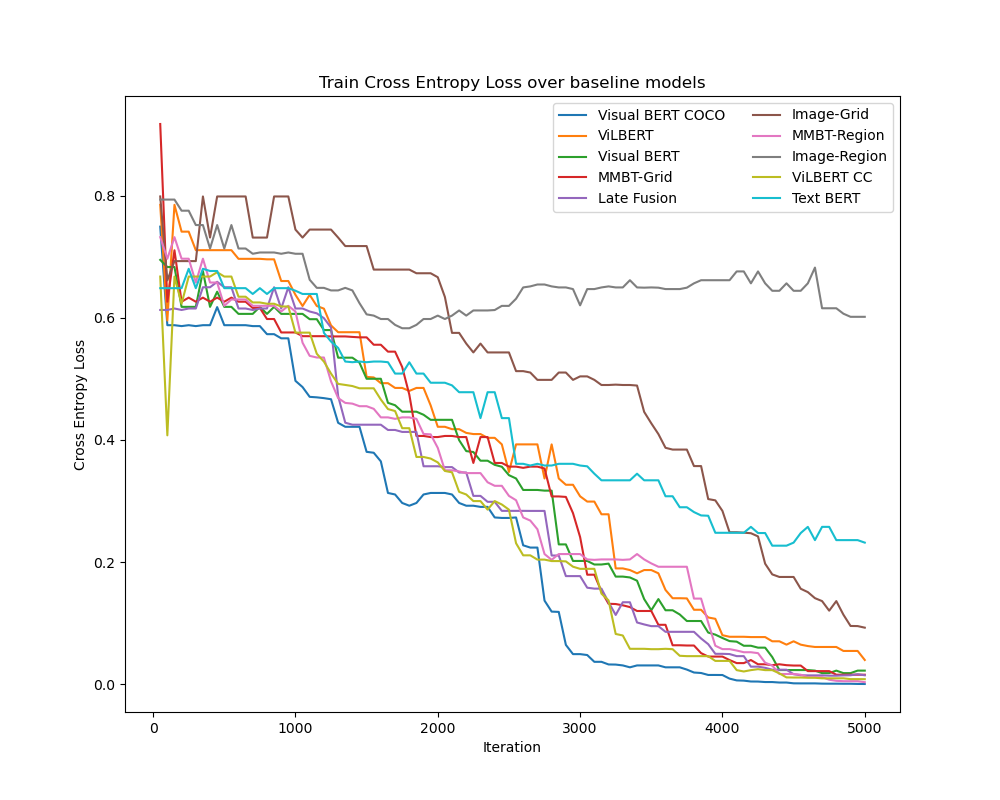 Train Cross Entropy Loss over baseline models
Visual BERT COCO
ViLBERT
Visual BERT
MMBT-Grid
Late Fusion
Image-Grid
MMBT-Region
Image-Region
ViLBERT CC
Text BERT
Cross Entropy Loss
0.8
0.6
0.4
0.2
0.0
0 1000 2000 3000 4000 5000
Iteration